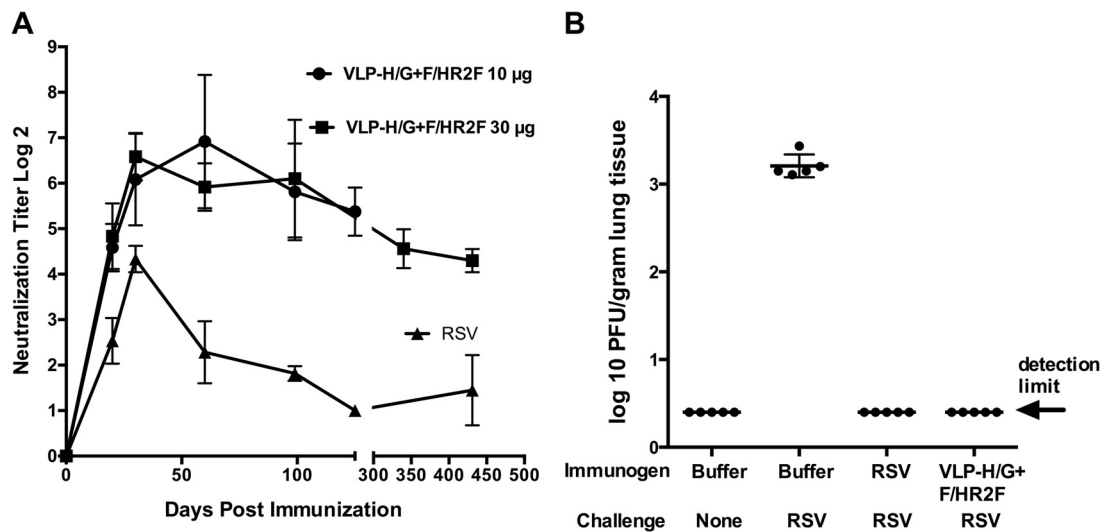 A
9
8
7
6
5
4
3
2
1
0
Neutralization Titer Log 2
VLP-H/G+F/HR2F 10 µg
VLP-H/G+F/HR2F 30 µg
RSV
0 50 100 300 350 400 450 500
Days Post Immunization
B
4
3
2
1
0
log 10 PFU/gram lung tissue
detection
limit
Immunogen Buffer Buffer RSV VLP-H/G+
F/HR2F
Challenge None RSV RSV RSV